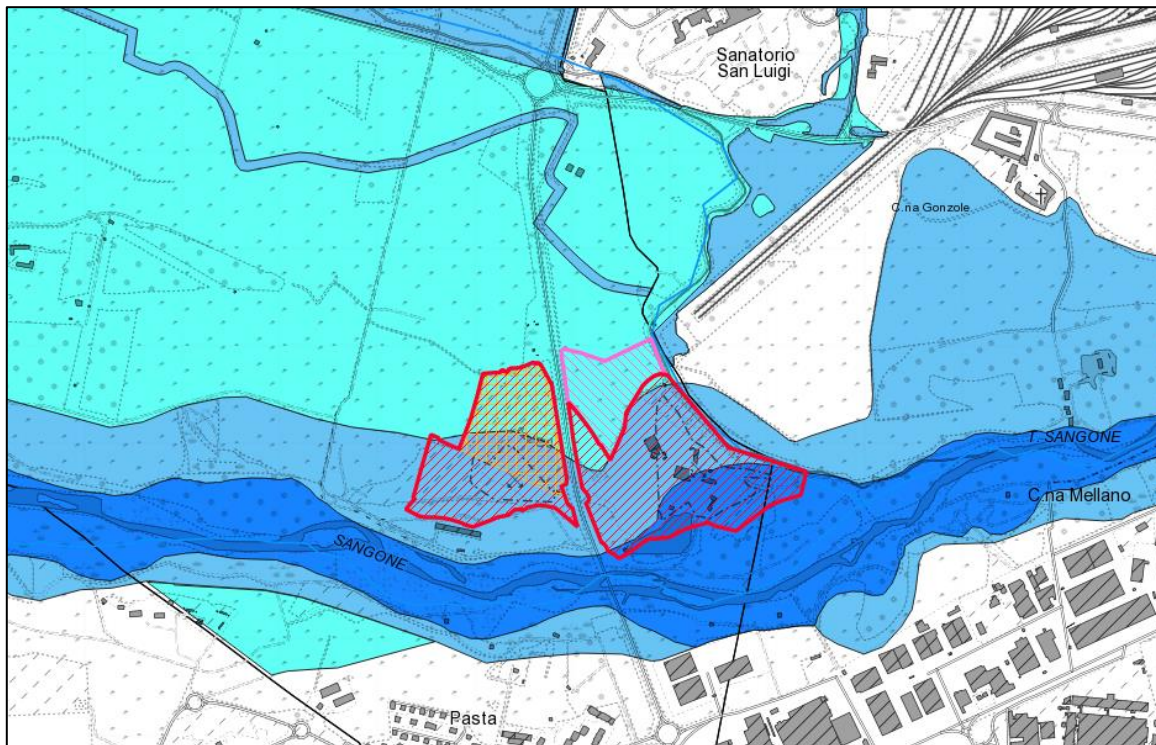 Sanatorio
San Luigi
C.na Gonzole
T. SANGONE
C.na Mellano
SANGONE
Pasta